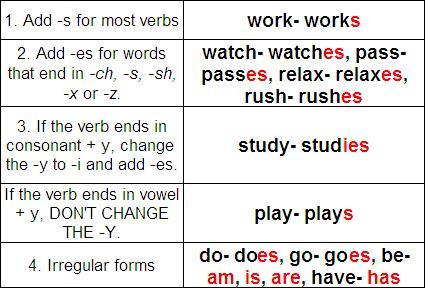 1. Add -s for most verbs
work- works
2. Add -es for words
that end in -ch, -s, -sh,
-x or -z.
watch- watches, pass-
passes, relax- relaxes,
rush- rushes
3. If the verb ends in
consonant + y, change
the -y to -i and add -es.
study- studies
If the verb ends in vowel
+ y, DON'T CHANGE
THE -Y.
play- plays
4. Irregular forms
do- does, go- goes, be-
am, is, are, have- has